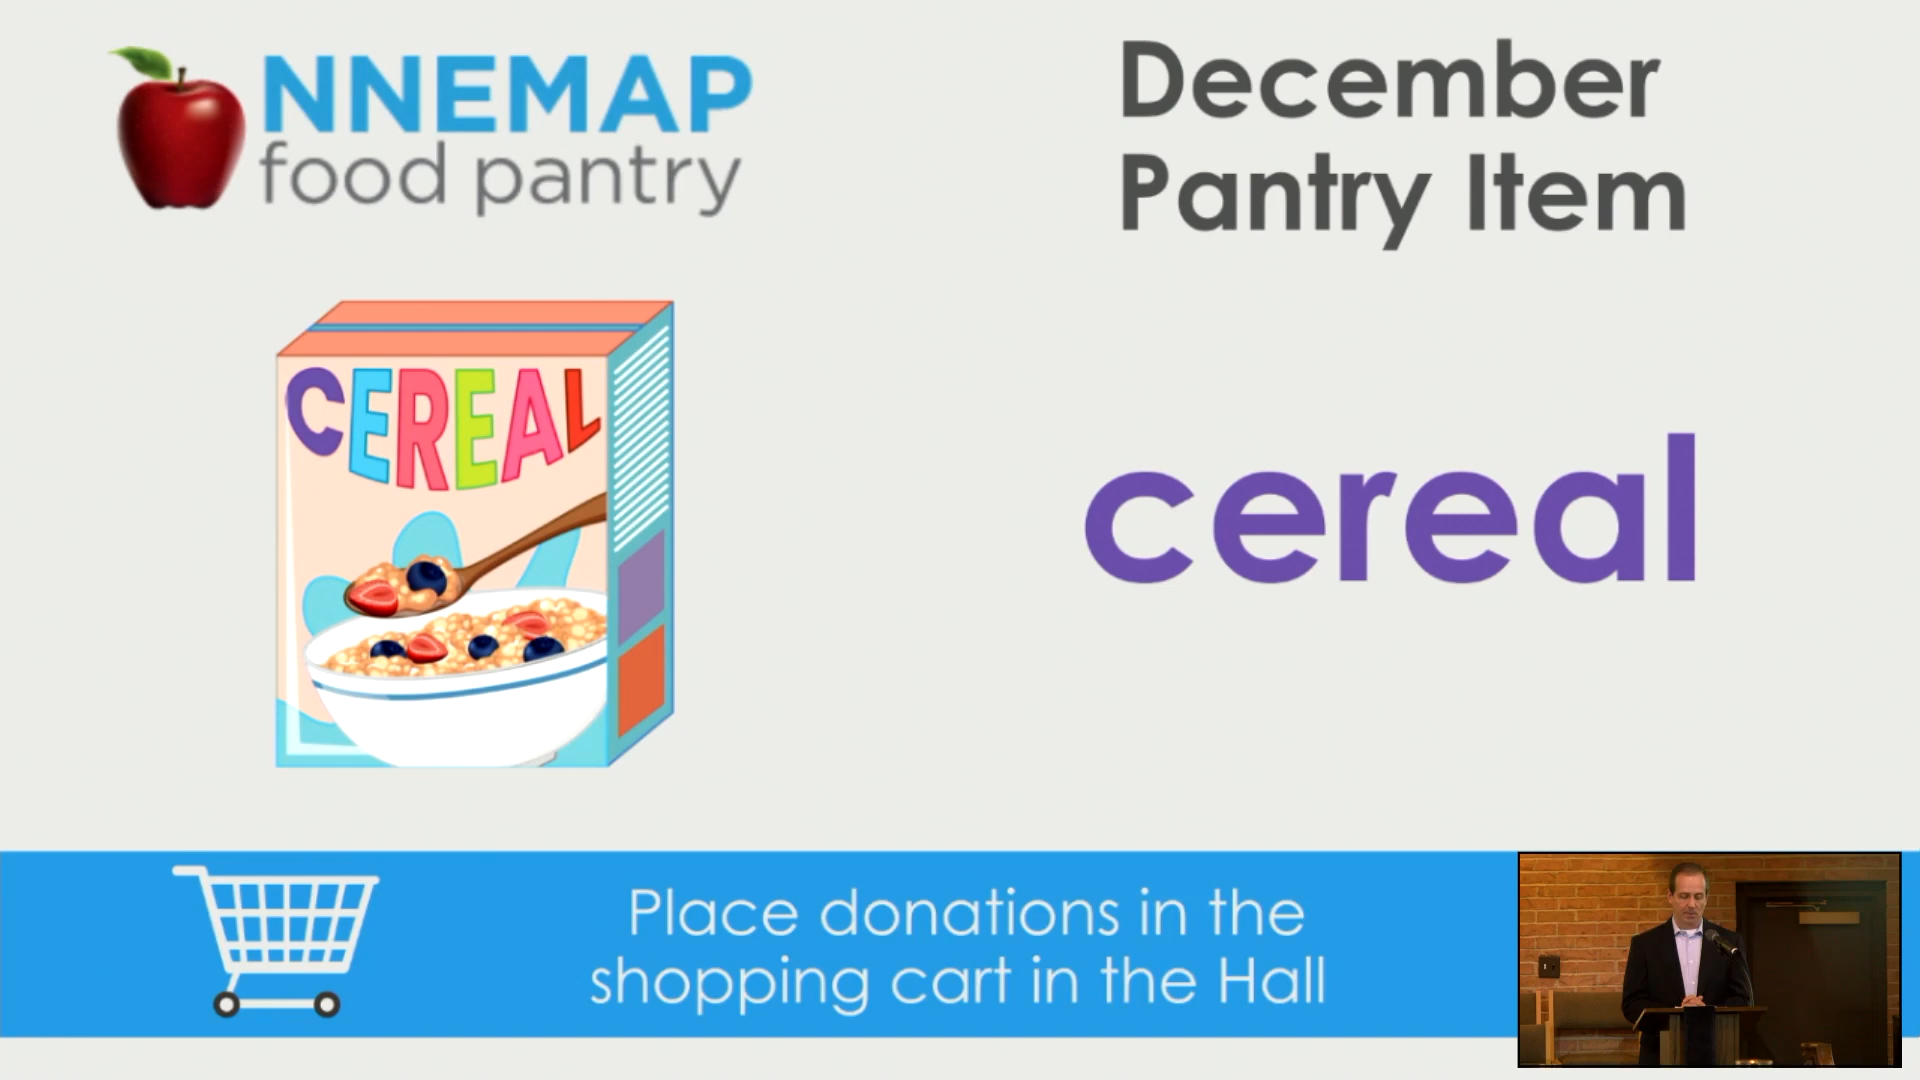 NNEMAP
food pantry
December
Pantry Item
CEREAL
cereal
Place donations in the
shopping cart in the Hall